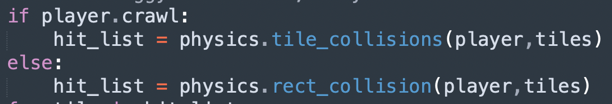 if player.crawl:
    hit_list = physics.tile_collisions(player,tiles)
else:
    hit_list = physics.rect_collision(player,tiles)